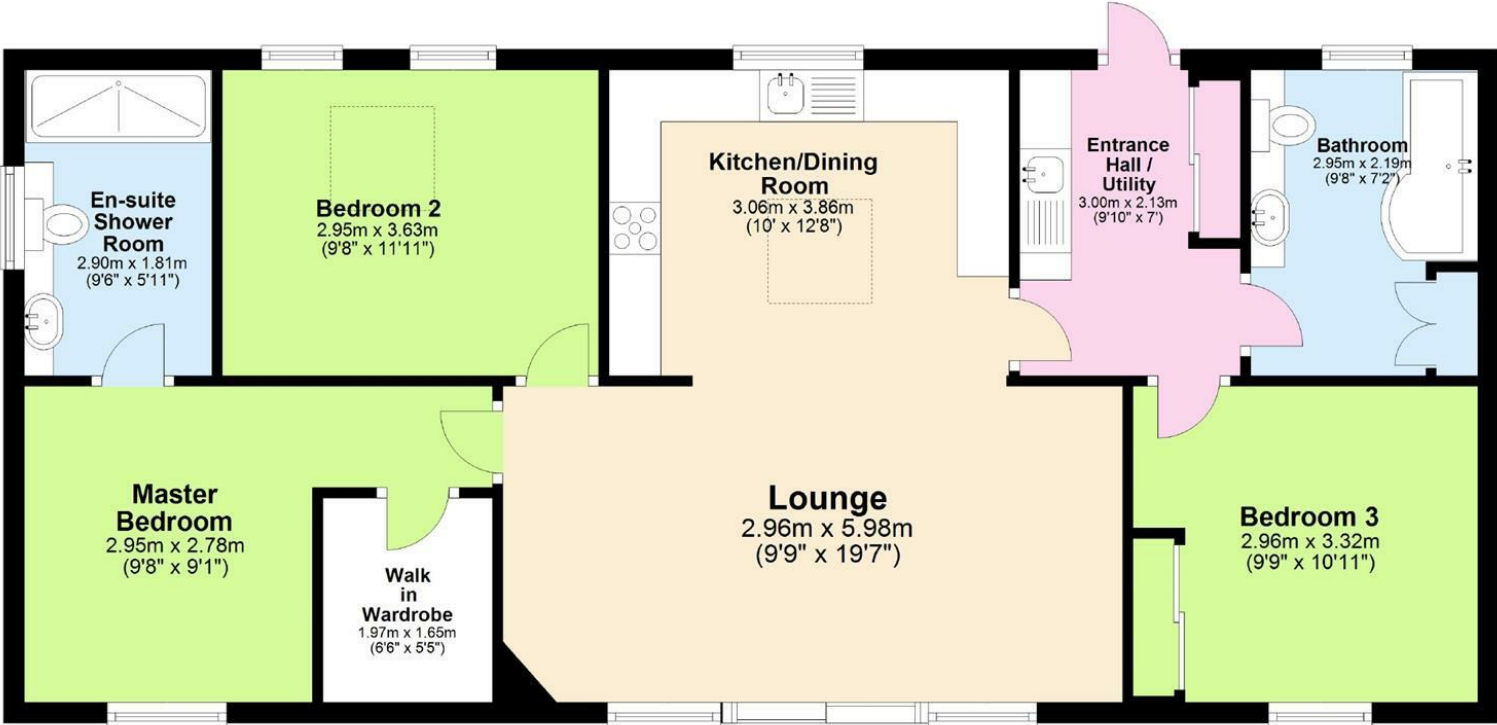 En-suite
Shower
Room
2.90m x 1.81m
(9'6" x 5'11")
Bedroom 2
2.95m x 3.63m
(9'8" x 11'11")
Kitchen/Dining
Room
3.06m x 3.86m
(10' x 12'8")
Entrance
Hall /
Utility
3.00m x 2.13m
(9'10" x 7')
Bathroom
2.95m x 2.19m
(9'8" x 7'2")
Master
Bedroom
2.95m x 2.78m
(9'8" x 9'1")
Walk
in
Wardrobe
1.97m x 1.65m
(6'6" x 5'5")
Lounge
2.96m x 5.98m
(9'9" x 19'7")
Bedroom 3
2.96m x 3.32m
(9'9" x 10'11")